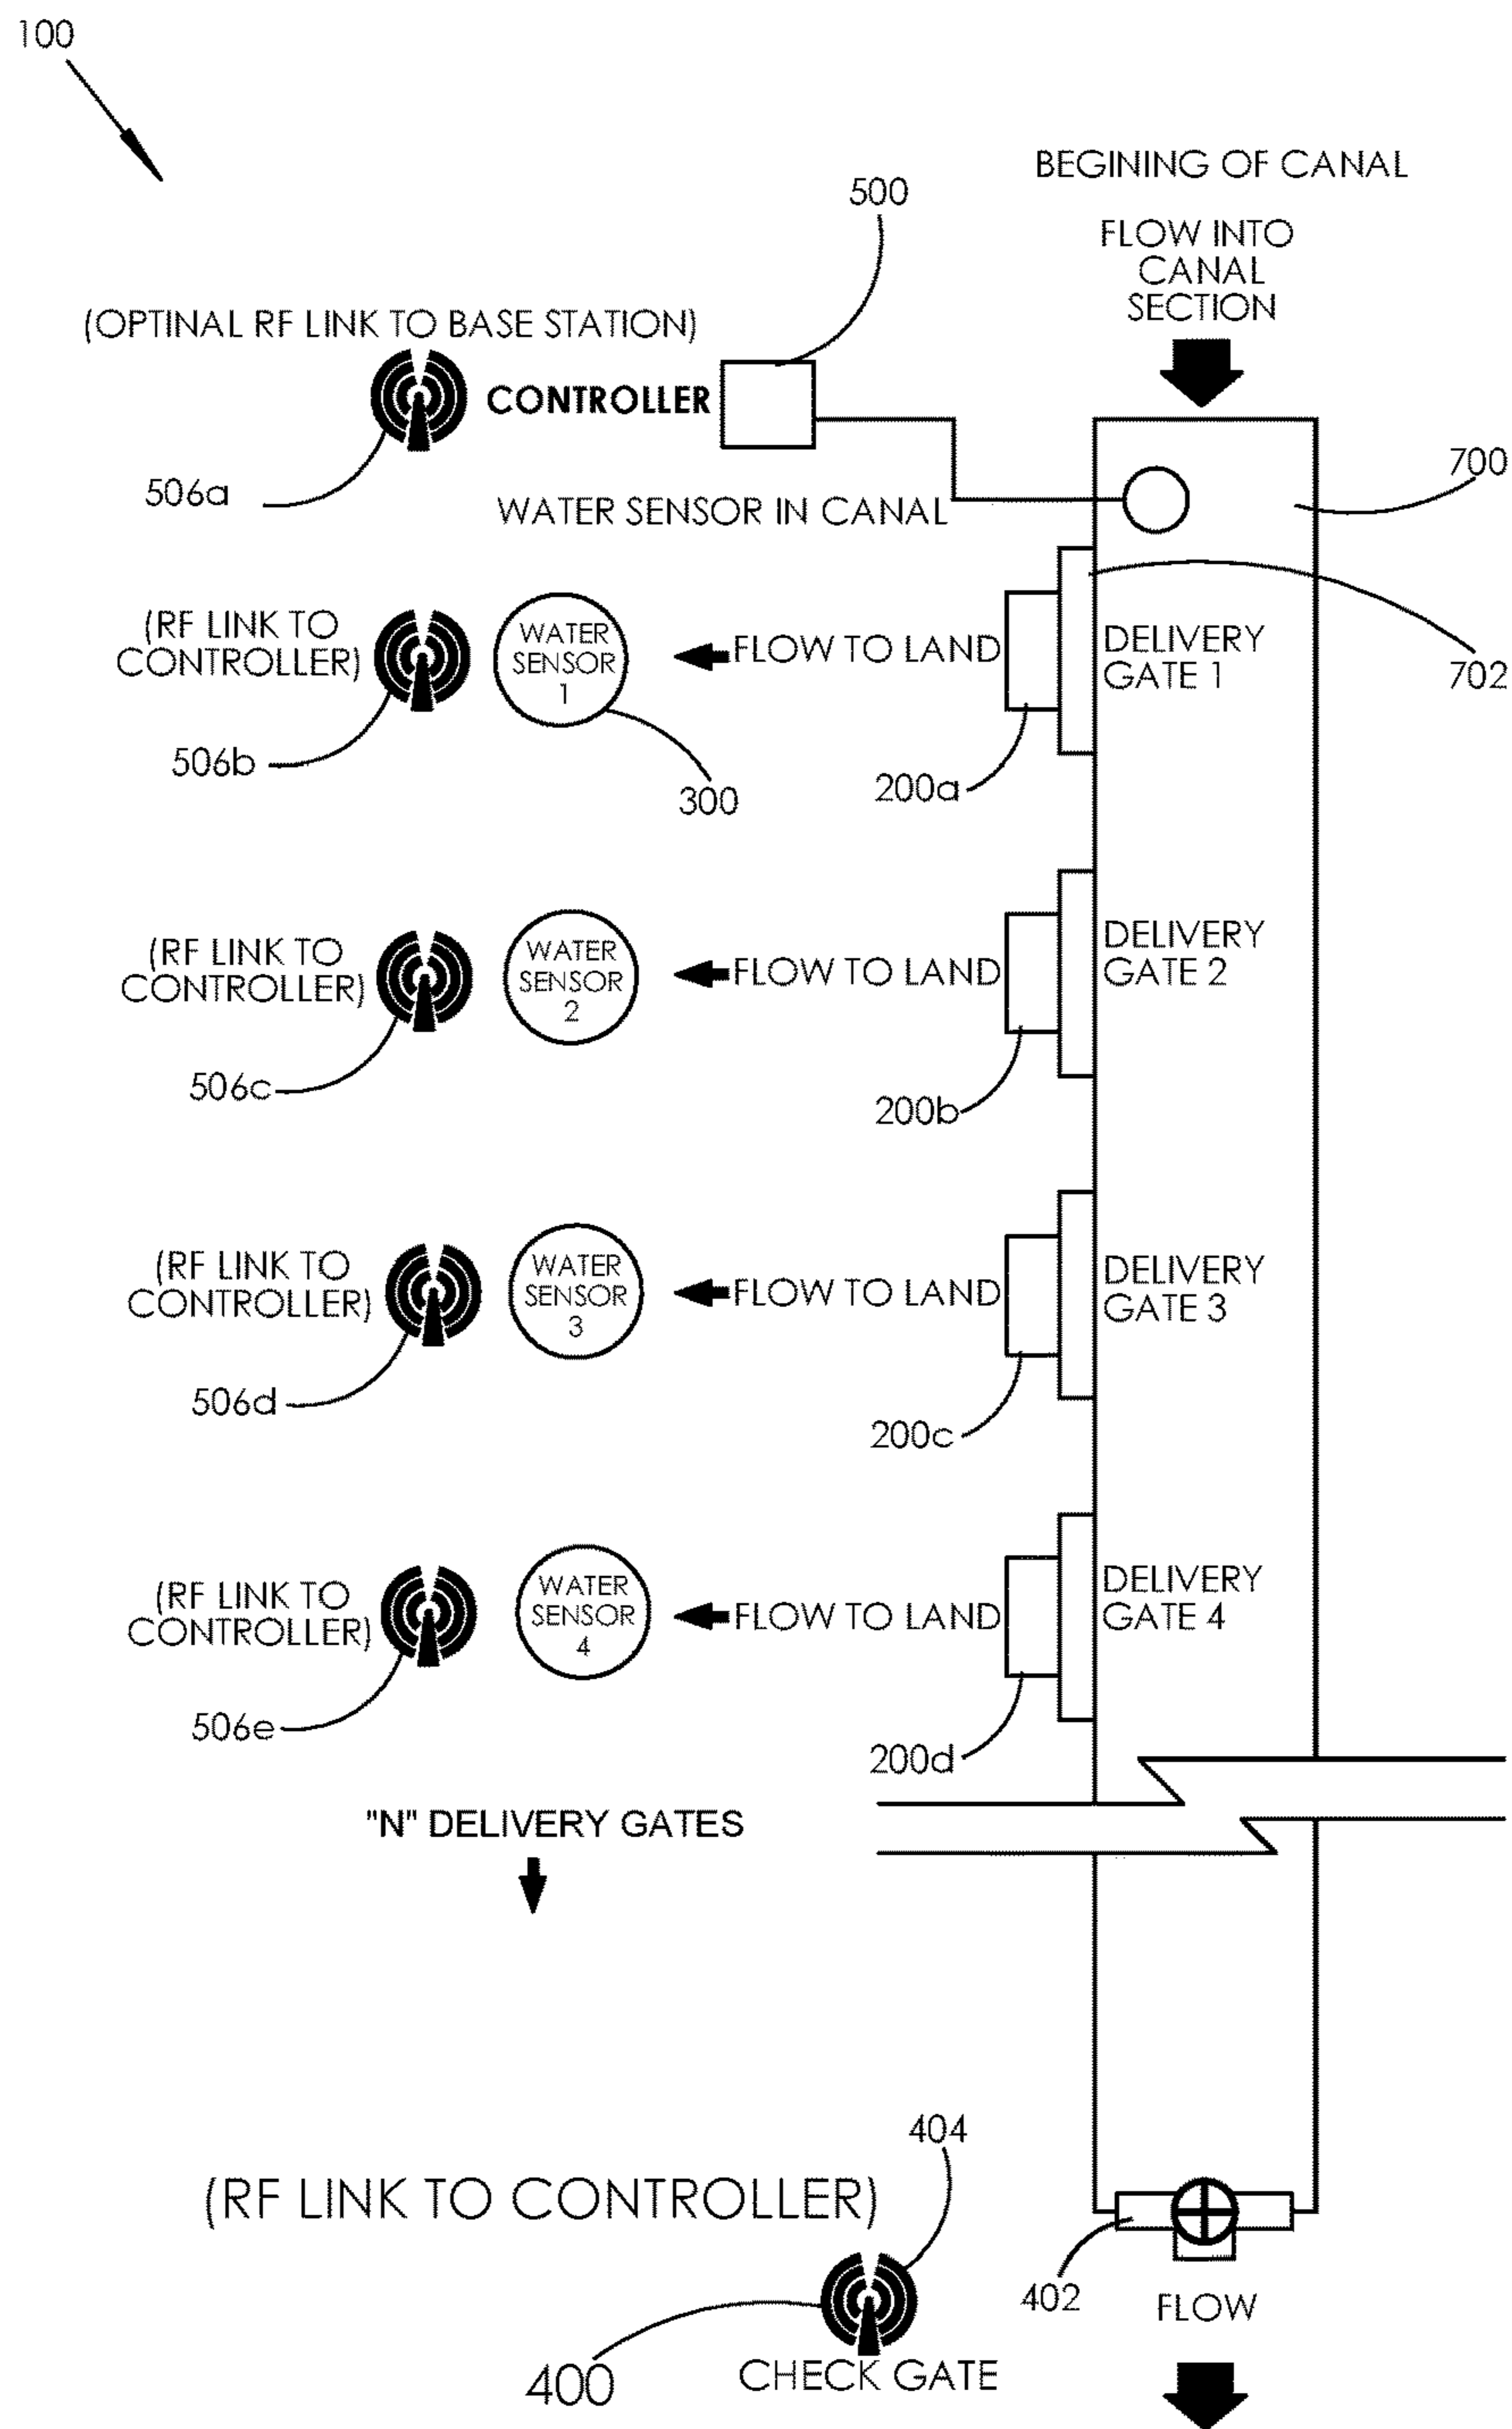 100
BEGINING OF CANAL
500
FLOW INTO
CANAL
SECTION
(OPTINAL RF LINK TO BASE STATION)
CONTROLLER
700
506a
WATER SENSOR IN CANAL
(RF LINK TO
CONTROLLER)
WATER
SENSOR
1
FLOW TO LAND
DELIVERY
GATE 1
702
506b
300
200a
(RF LINK TO
CONTROLLER)
WATER
SENSOR
2
FLOW TO LAND
DELIVERY
GATE 2
506c
200b
(RF LINK TO
CONTROLLER)
WATER
SENSOR
3
FLOW TO LAND
DELIVERY
GATE 3
506d
200c
(RF LINK TO
CONTROLLER)
WATER
SENSOR
4
FLOW TO LAND
DELIVERY
GATE 4
506e
200d
"N" DELIVERY GATES
404
(RF LINK TO CONTROLLER)
402
FLOW
400
CHECK GATE